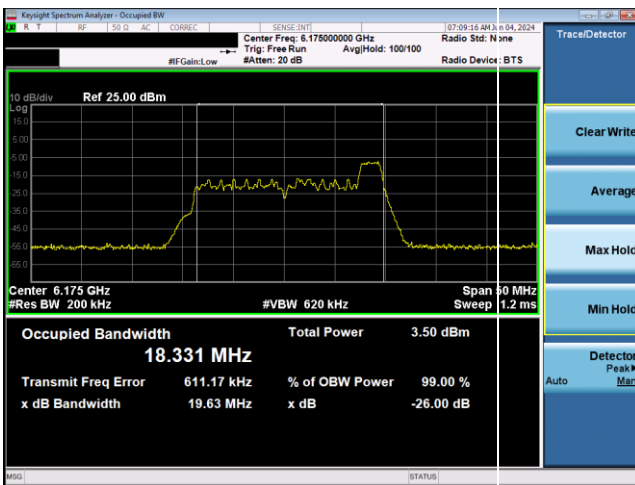 Keysight Spectrum Analyzer - Occupied BW
R T RF 50 Ω AC CORREC SENSE:INT 07:09:16 AM Jun 04, 2024
Center Freq: 6.175000000 GHz Radio Std: None
Trig: Free Run Avg|Hold: 100/100
#IFGain:Low #Atten: 20 dB Radio Device: BTS
Trace/Detector
10 dB/div Ref 25.00 dBm
Log
15.0
5.00
-5.00
-15.0
-25.0
-35.0
-45.0
-55.0
-65.0
Center 6.175 GHz Span 50 MHz
#Res BW 200 kHz #VBW 620 kHz Sweep 1.2 ms
Occupied Bandwidth Total Power 3.50 dBm
18.331 MHz
Transmit Freq Error 611.17 kHz % of OBW Power 99.00 %
x dB Bandwidth 19.63 MHz x dB -26.00 dB
Clear Write
Average
Max Hold
Min Hold
Detector
Peak
Auto Man
MSG STATUS